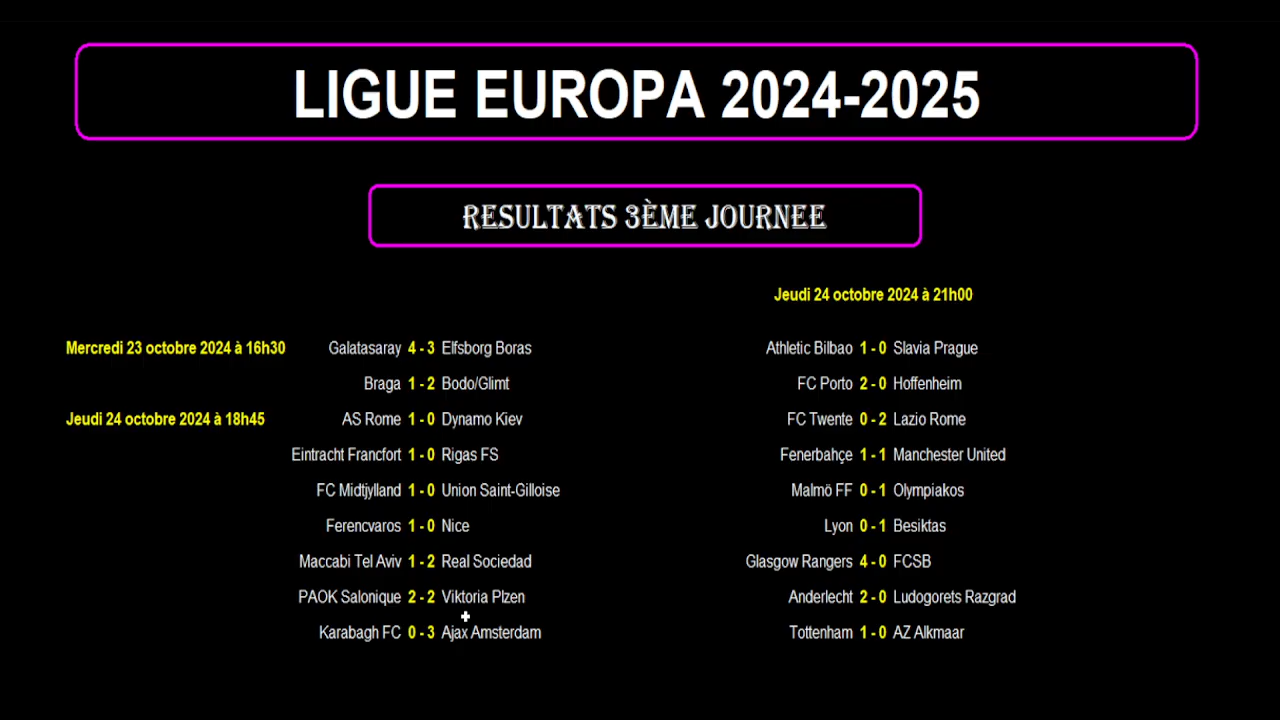 LIGUE EUROPA 2024-2025
RESULTATS 3ÈME JOURNEE
Jeudi 24 octobre 2024 à 21h00
Mercredi 23 octobre 2024 à 16h30 Galatasaray 4 - 3 Elfsborg Boras
Braga 1 - 2 Bodo/Glimt
Jeudi 24 octobre 2024 à 18h45 AS Rome 1 - 0 Dynamo Kiev
Eintracht Francfort 1 - 0 Rigas FS
FC Midtjylland 1 - 0 Union Saint-Gilloise
Ferencvaros 1 - 0 Nice
Maccabi Tel Aviv 1 - 2 Real Sociedad
PAOK Salonique 2 - 2 Viktoria Plzen
Karabagh FC 0 - 3 Ajax Amsterdam
Athletic Bilbao 1 - 0 Slavia Prague
FC Porto 2 - 0 Hoffenheim
FC Twente 0 - 2 Lazio Rome
Fenerbahçe 1 - 1 Manchester United
Malmö FF 0 - 1 Olympiakos
Lyon 0 - 1 Besiktas
Glasgow Rangers 4 - 0 FCSB
Anderlecht 2 - 0 Ludogorets Razgrad
Tottenham 1 - 0 AZ Alkmaar